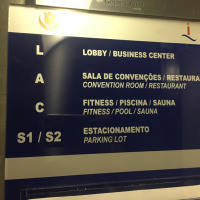 L LOBBY / BUSINESS CENTER
A SALA DE CONVENÇÕES / RESTAURA
CONVENTION ROOM / RESTAURANT
C FITNESS / PISCINA / SAUNA
FITNESS / POOL / SAUNA
S1 / S2 ESTACIONAMENTO
PARKING LOT